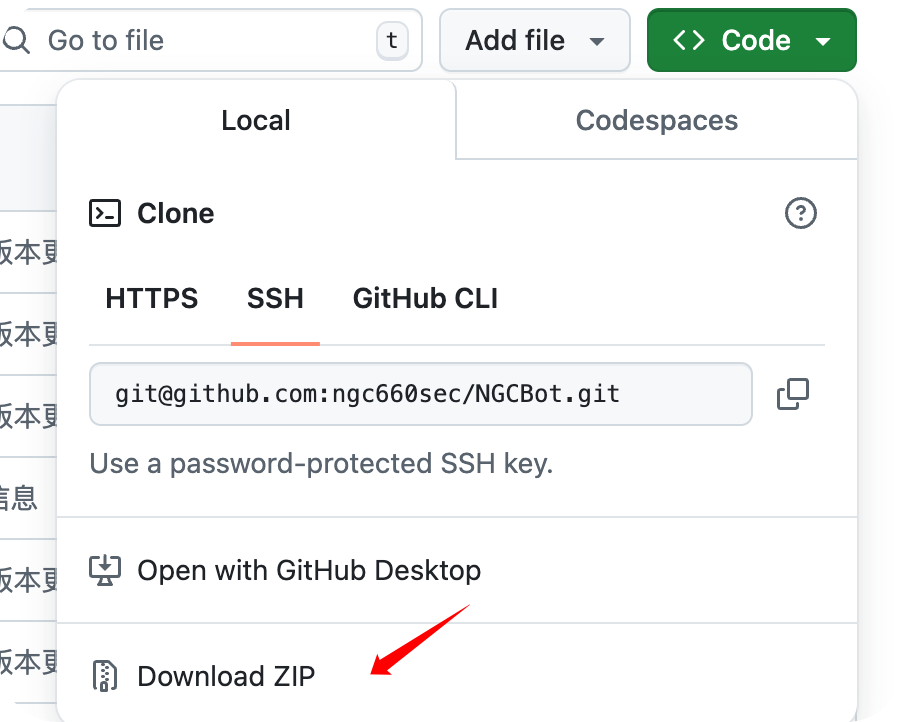 Go to file
t
Add file
Code
Local
Codespaces
Clone
HTTPS
SSH
GitHub CLI
git@github.com:ngc660sec/NGCBot.git
Use a password-protected SSH key.
Open with GitHub Desktop
Download ZIP
版本更
版本更
版本更
信息
版本更
版本更